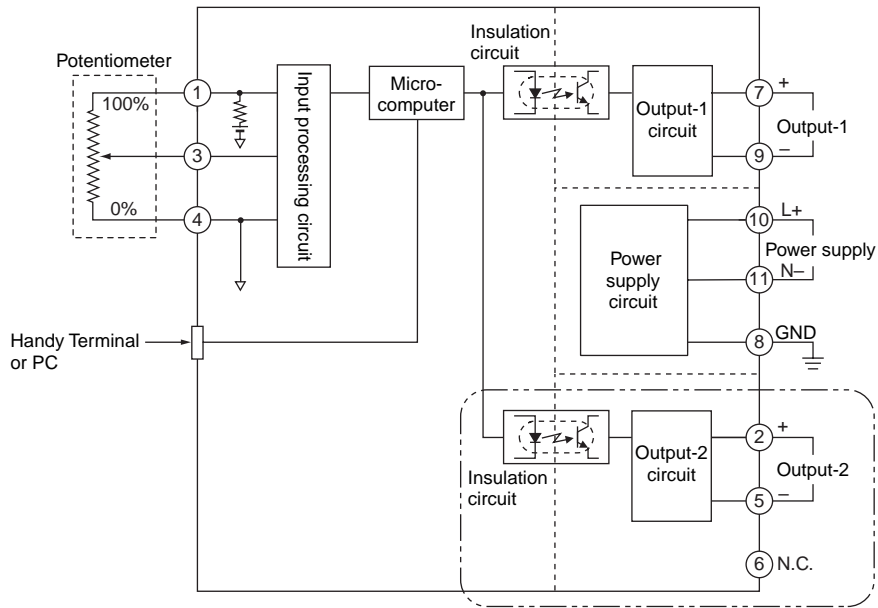 Insulation
circuit
Potentiometer
100%
0%
1
3
4
Input processing circuit
Micro-
computer
Output-1
circuit
7
+
Output-1
9
–
10
L+
Power supply
11
N–
Power
supply
circuit
8
GND
Handy Terminal
or PC
Insulation
circuit
Output-2
circuit
2
+
Output-2
5
–
6
N.C.